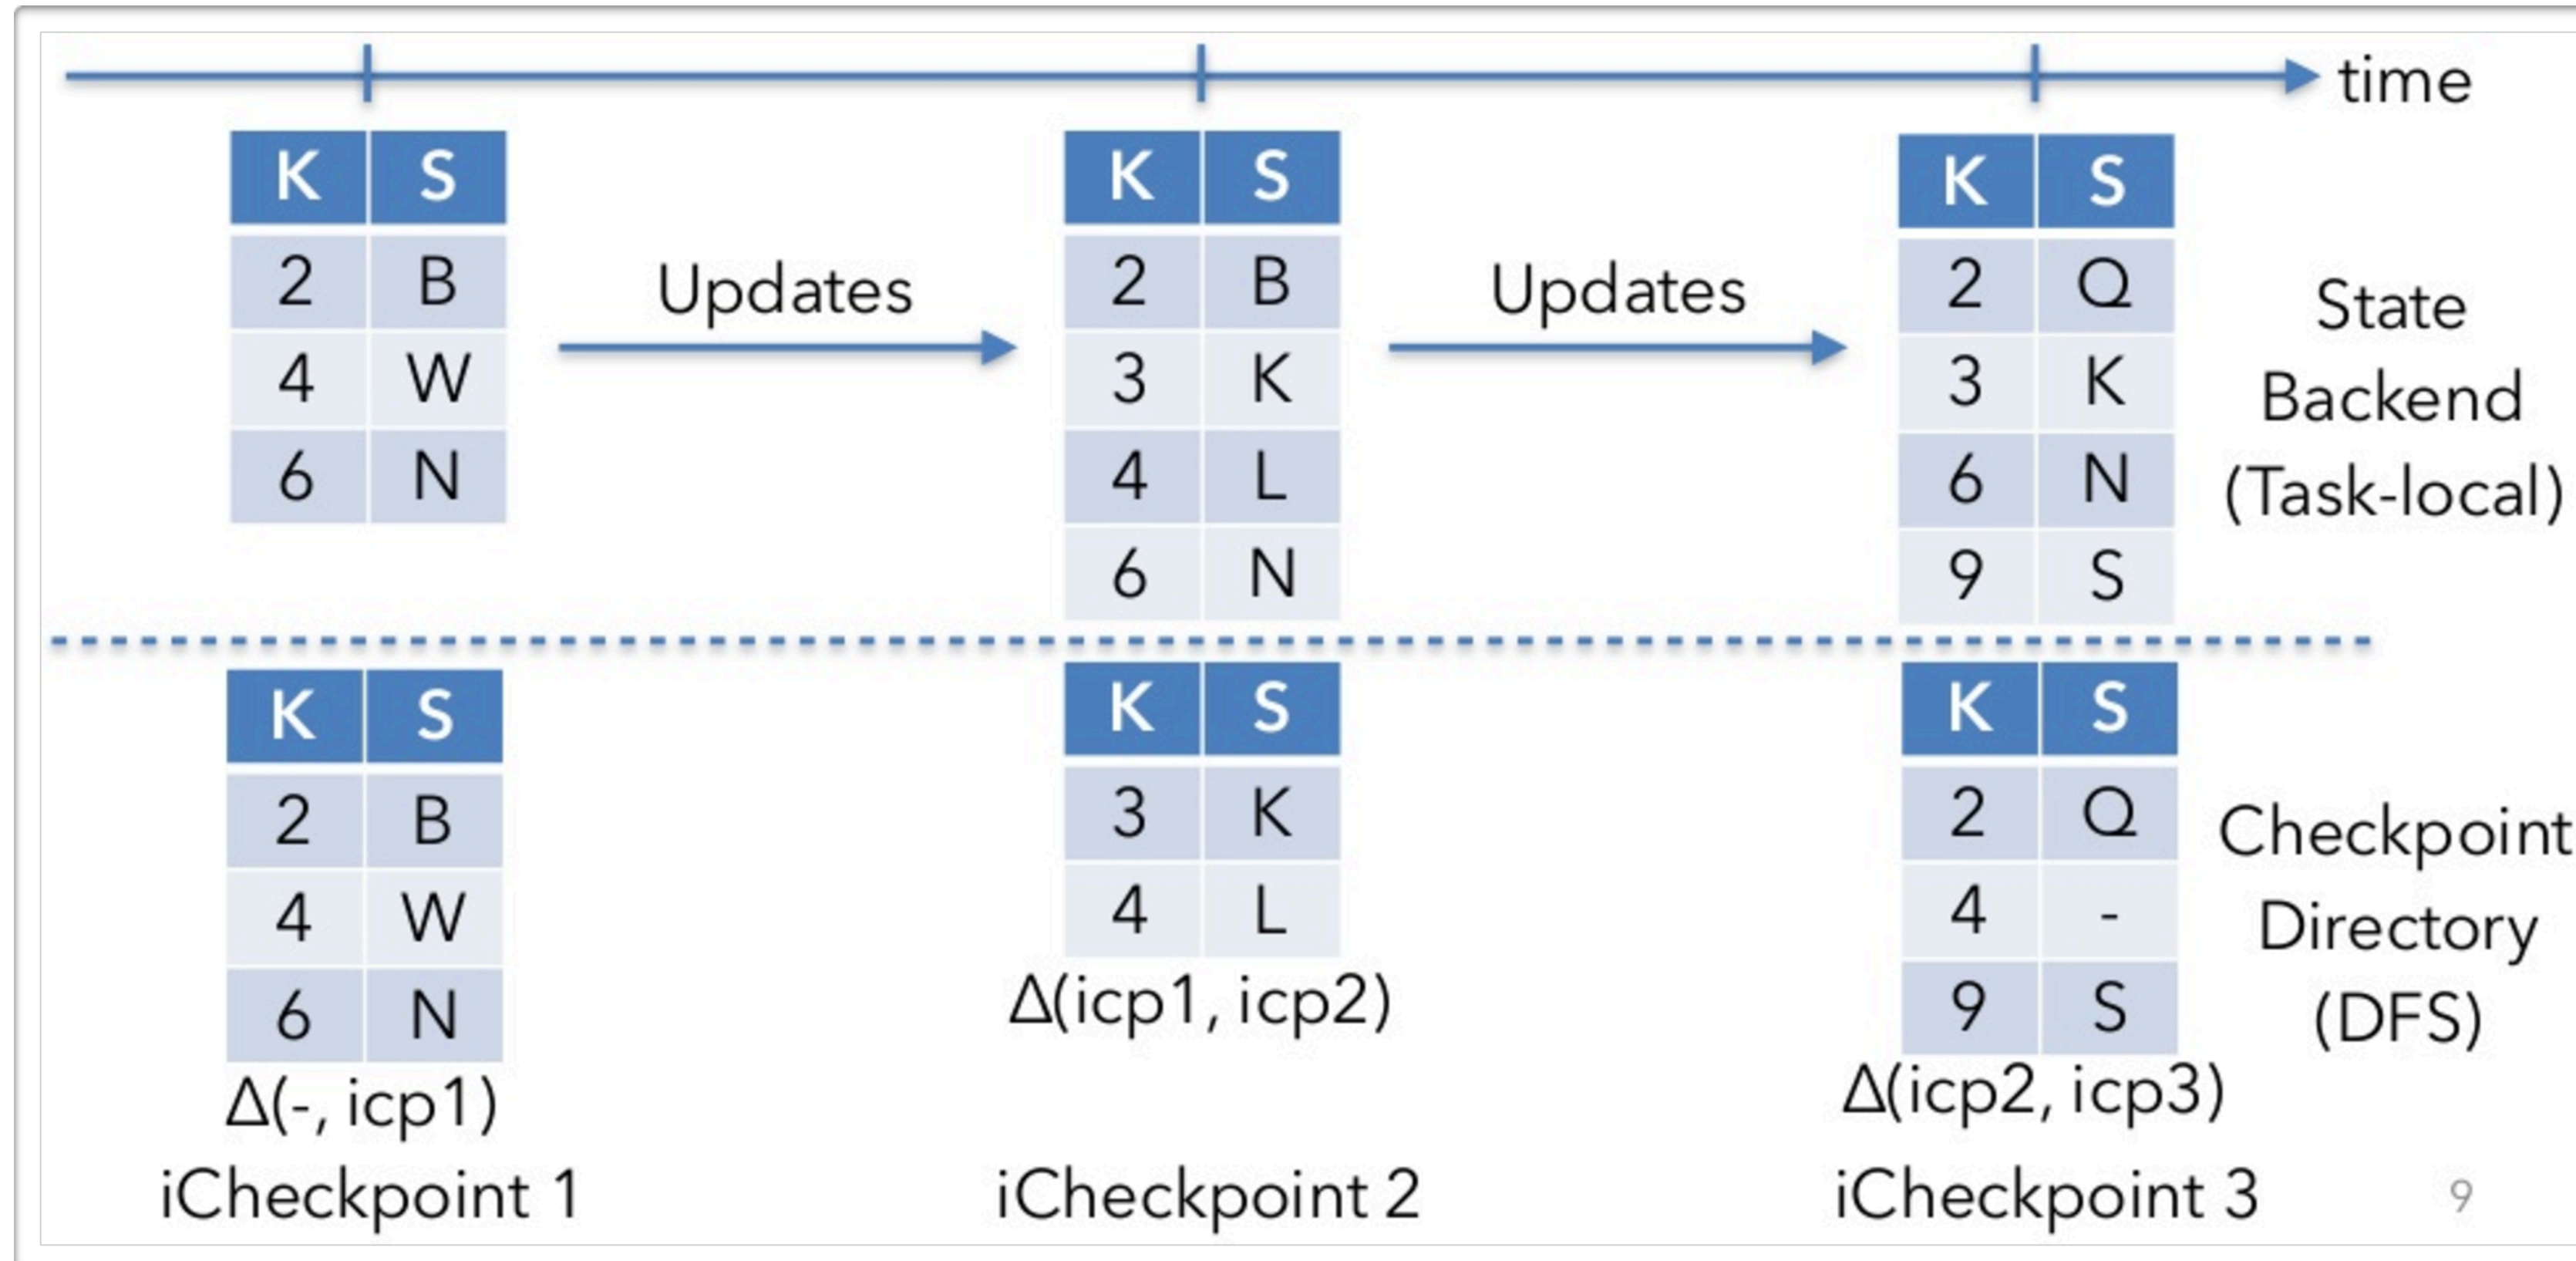 time
K S
2 B
4 W
6 N
Updates
K S
2 B
3 K
4 L
6 N
Updates
K S
2 Q
3 K
6 N
9 S
State
Backend
(Task-local)
K S
2 B
4 W
6 N
Δ(-, icp1)
iCheckpoint 1
K S
3 K
4 L
Δ(icp1, icp2)
iCheckpoint 2
K S
2 Q
4 -
9 S
Δ(icp2, icp3)
iCheckpoint 3
Checkpoint
Directory
(DFS)
9